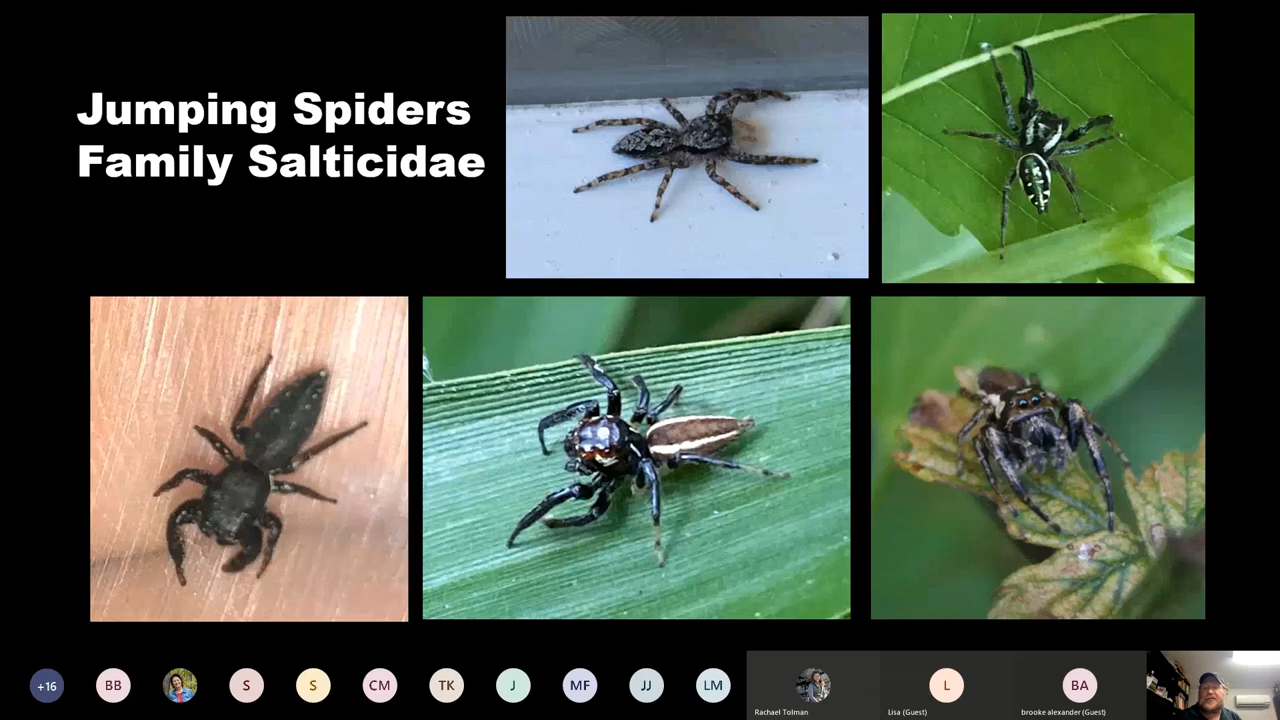 Jumping Spiders
Family Salticidae
+16
BB
S
S
CM
TK
J
MF
JJ
LM
L
BA
Rachael Tolman
Lisa (Guest)
brooke alexander (Guest)